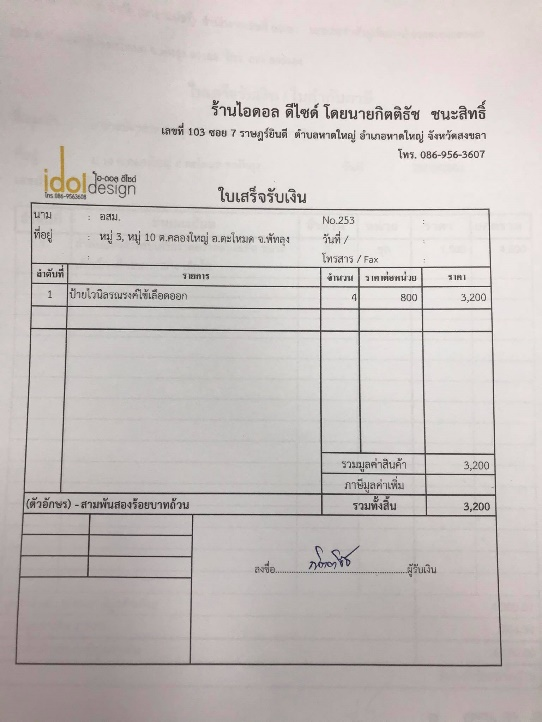 ร้านไอดอล ดีไซด์ โดยนายกิตติธัช ชนะสิทธิ์
เลขที่ 103 ซอย 7 ราษฎร์ยินดี ตำบลหาดใหญ่ อำเภอหาดใหญ่ จังหวัดสงขลา
โทร. 086-956-3607
idol ไอ-ดอล ดีไซด์
design
โทร.086-9563608
ใบเสร็จรับเงิน
นาม : อสม. No.253 :
ที่อยู่ : หมู่ 3, หมู่ 10 ต.คลองใหญ่ อ.ตะโหมด จ.พัทลุง วันที่ / :
: โทรสาร / Fax :
ลำดับที่ รายการ จำนวน ราคาต่อหน่วย ราคา
1 ป้ายไวนิลรณรงค์ไข้เลือดออก 4 800 3,200
รวมมูลค่าสินค้า 3,200
ภาษีมูลค่าเพิ่ม
(ตัวอักษร) - สามพันสองร้อยบาทถ้วน รวมทั้งสิ้น 3,200
ลงชื่อ..........................................ผู้รับเงิน